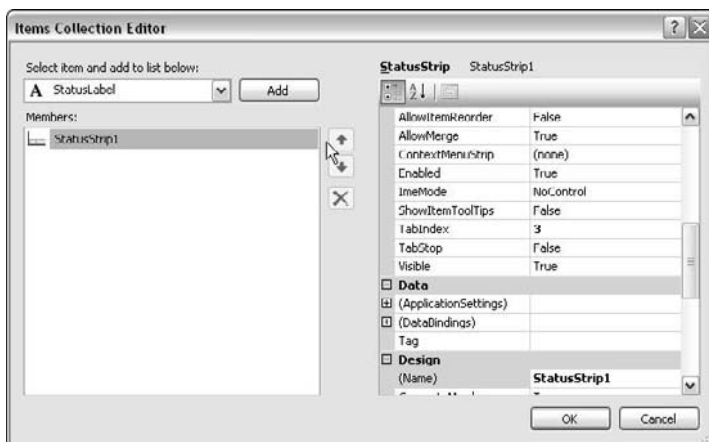 Items Collection Editor
Select item and add to list below:
A StatusLabel
Add
Members:
StatusStrip1
StatusStrip StatusStrip1
AllowItemReorder False
AllowMerge True
ContextMenuStrip (none)
Enabled True
ImeMode NoControl
ShowItemToolTips False
TabIndex 3
TabStop False
Visible True
Data
(ApplicationSettings)
(DataBindings)
Tag
Design
(Name) StatusStrip1
OK Cancel